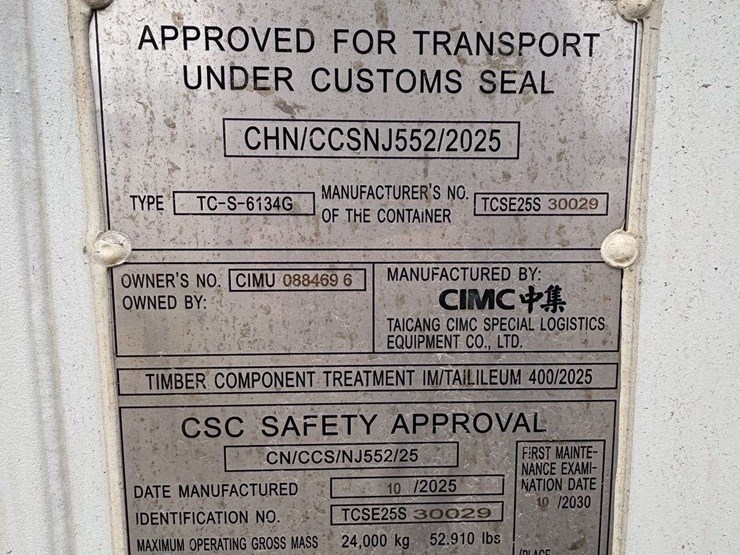 APPROVED FOR TRANSPORT
UNDER CUSTOMS SEAL
CHN/CCSNJ552/2025
TYPE TC-S-6134G MANUFACTURER'S NO. OF THE CONTAINER TCSE25S 30029
OWNER'S NO. CIMU 088469 6
OWNED BY:
MANUFACTURED BY:
CIMC中集
TAICANG CIMC SPECIAL LOGISTICS
EQUIPMENT CO., LTD.
TIMBER COMPONENT TREATMENT IM/TAILILEUM 400/2025
CSC SAFETY APPROVAL
CN/CCS/NJ552/25
DATE MANUFACTURED 10 /2025
IDENTIFICATION NO. TCSE25S 30029
MAXIMUM OPERATING GROSS MASS 24,000 kg 52.910 lbs
FIRST MAINTE-
NANCE EXAMI-
NATION DATE
10 /2030